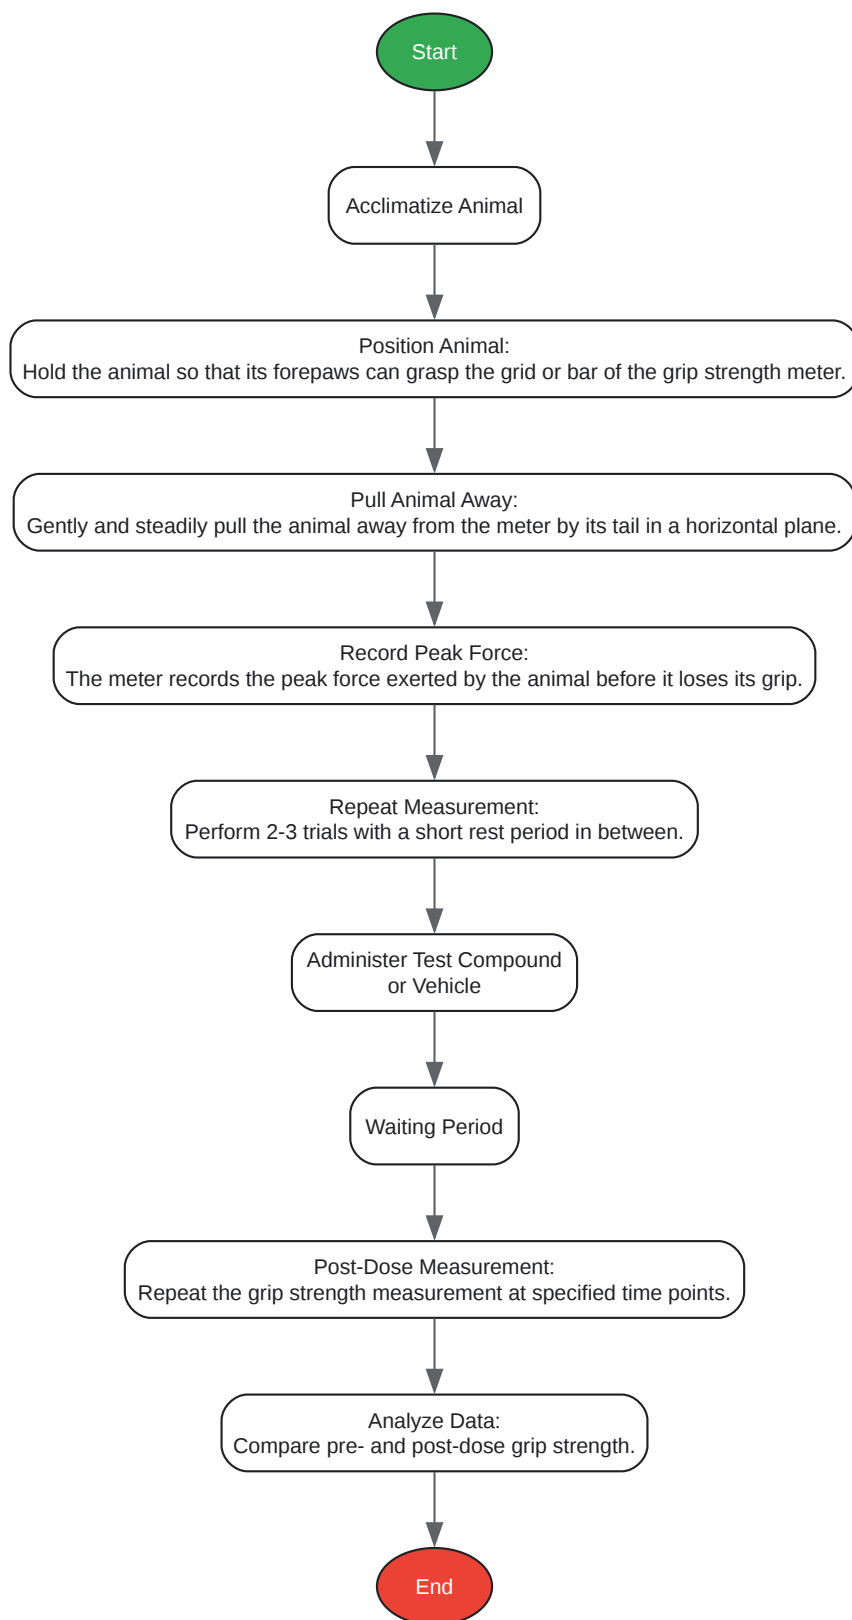 Start
Acclimatize Animal
Position Animal:
Hold the animal so that its forepaws can grasp the grid or bar of the grip strength meter.
Pull Animal Away:
Gently and steadily pull the animal away from the meter by its tail in a horizontal plane.
Record Peak Force:
The meter records the peak force exerted by the animal before it loses its grip.
Repeat Measurement:
Perform 2-3 trials with a short rest period in between.
Administer Test Compound
or Vehicle
Waiting Period
Post-Dose Measurement:
Repeat the grip strength measurement at specified time points.
Analyze Data:
Compare pre- and post-dose grip strength.
End